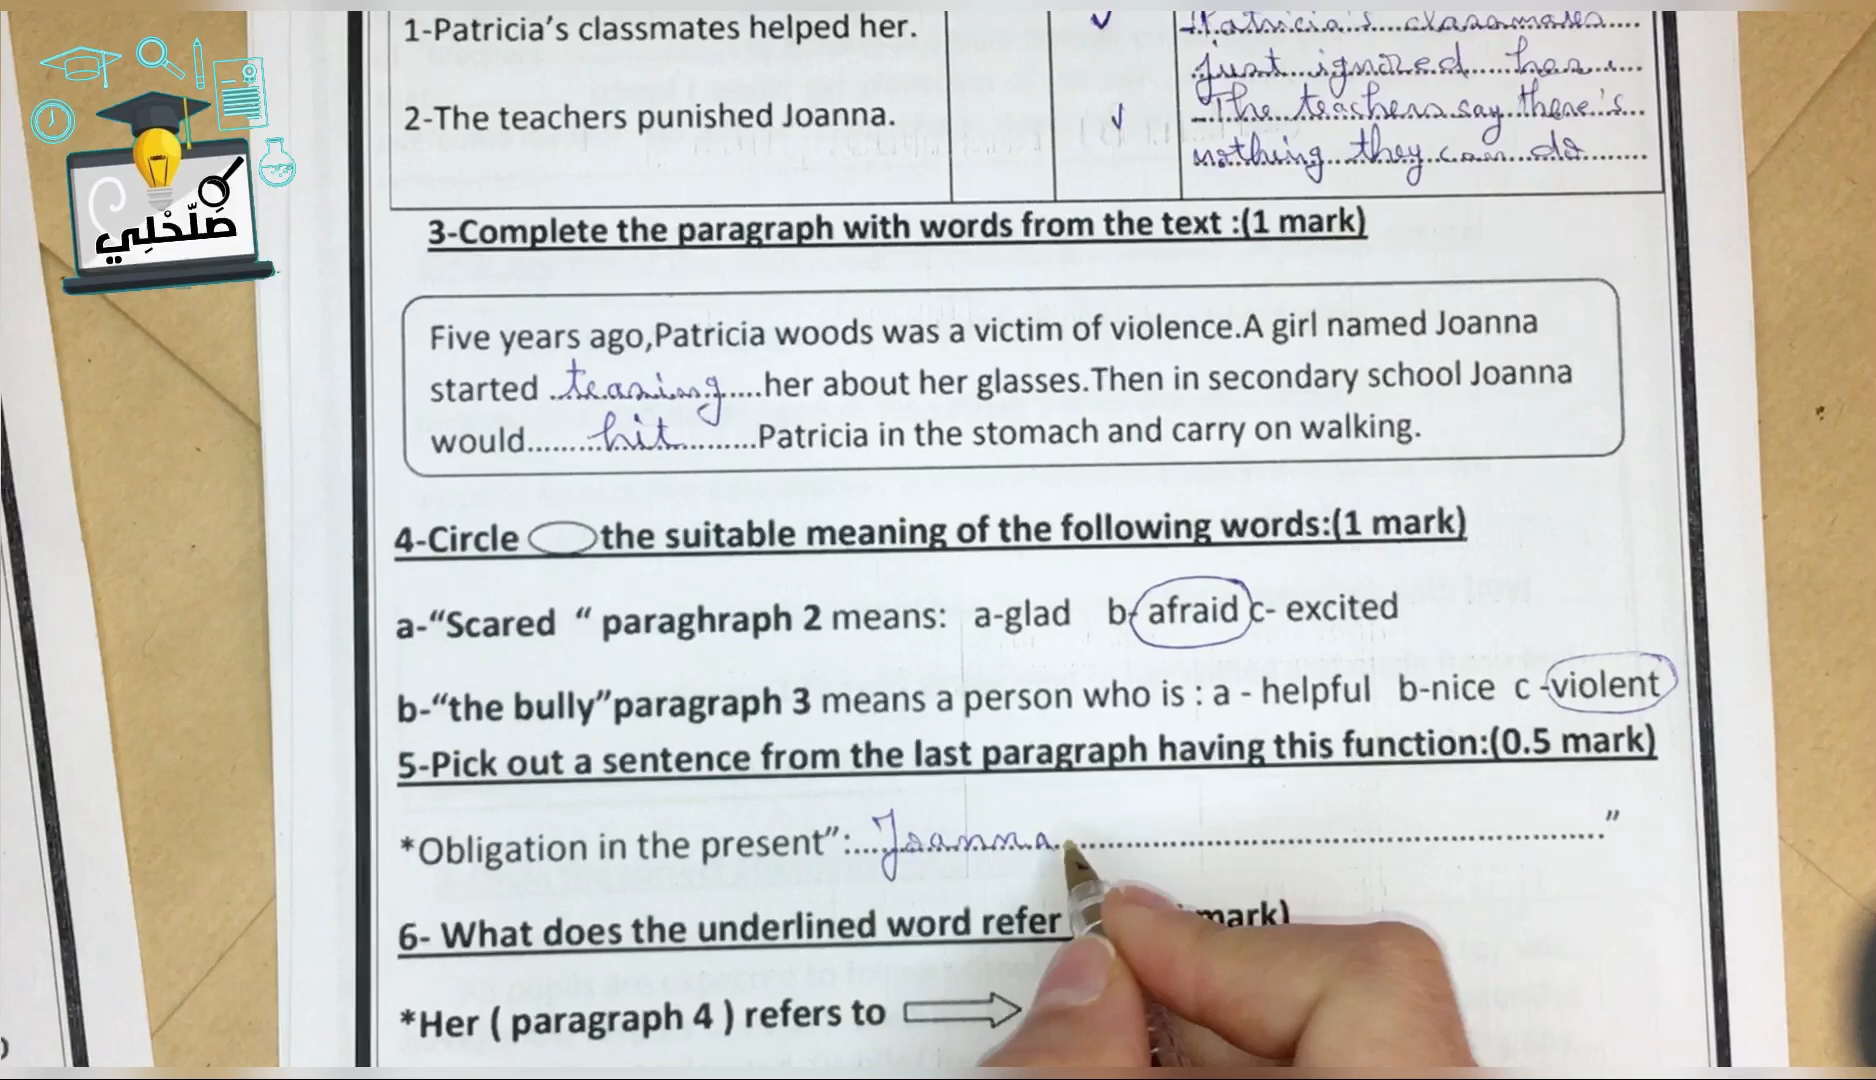 1-Patricia’s classmates helped her.
Patricia's classmates
just ignored her.
2-The teachers punished Joanna.
The teachers say there's
nothing they can do
3-Complete the paragraph with words from the text :(1 mark)
Five years ago,Patricia woods was a victim of violence.A girl named Joanna
started ..teasing.....her about her glasses.Then in secondary school Joanna
would.......hit.........Patricia in the stomach and carry on walking.
4-Circle the suitable meaning of the following words:(1 mark)
a-“Scared “ paraghraph 2 means: a-glad b- afraid c- excited
b-“the bully”paragraph 3 means a person who is : a - helpful b-nice c -violent
5-Pick out a sentence from the last paragraph having this function:(0.5 mark)
*Obligation in the present”:....Joanna..................................................”
6- What does the underlined word refer mark)
*Her ( paragraph 4 ) refers to
صَلّحْلِي